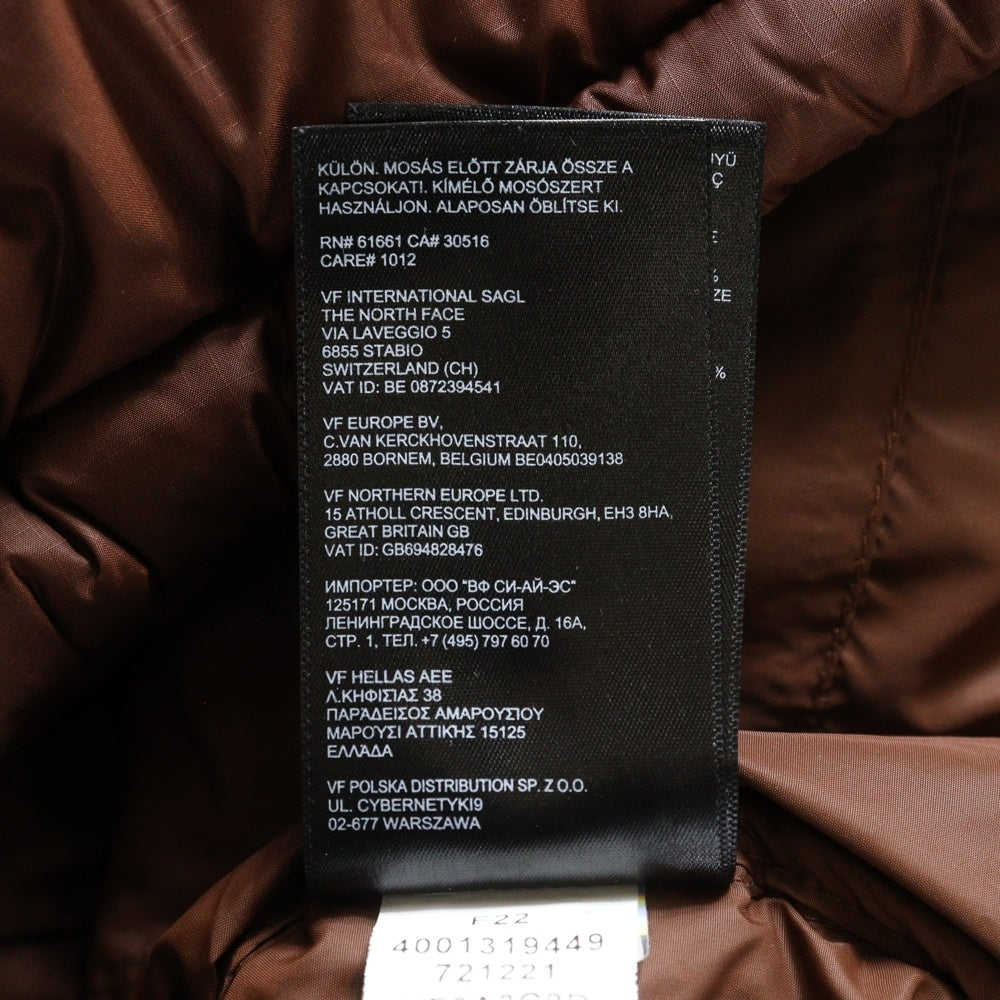 KÜLÖN. MOSÁS ELŐTT ZÁRJA ÖSSZE A
KAPCSOKAT!. KÍMÉLŐ MOSÓSZERT
HASZNÁLJON. ALAPOSAN ÖBLÍTSE KI.
RN# 61661 CA# 30516
CARE# 1012
VF INTERNATIONAL SAGL
THE NORTH FACE
VIA LAVEGGIO 5
6855 STABIO
SWITZERLAND (CH)
VAT ID: BE 0872394541
VF EUROPE BV,
C.VAN KERCKHOVENSTRAAT 110,
2880 BORNEM, BELGIUM BE0405039138
VF NORTHERN EUROPE LTD.
15 ATHOLL CRESCENT, EDINBURGH, EH3 8HA,
GREAT BRITAIN GB
VAT ID: GB694828476
ИМПОРТЕР: ООО "ВФ СИ-АЙ-ЭС"
125171 МОСКВА, РОССИЯ
ЛЕНИНГРАДСКОЕ ШОССЕ, Д. 16А,
СТР. 1, ТЕЛ. +7 (495) 797 60 70
VF HELLAS AEE
Λ.ΚΗΦΙΣΙΑΣ 38
ΠΑΡΆΔΕΙΣΟΣ ΑΜΑΡΟΥΣΙΟΥ
ΜΑΡΟΎΣΙ ΑΤΤΙΚΉΣ 15125
ΕΛΛΆΔΑ
VF POLSKA DISTRIBUTION SP. Z O.O.
UL. CYBERNETYKI9
02-677 WARSZAWA
F22
4001319449
721221